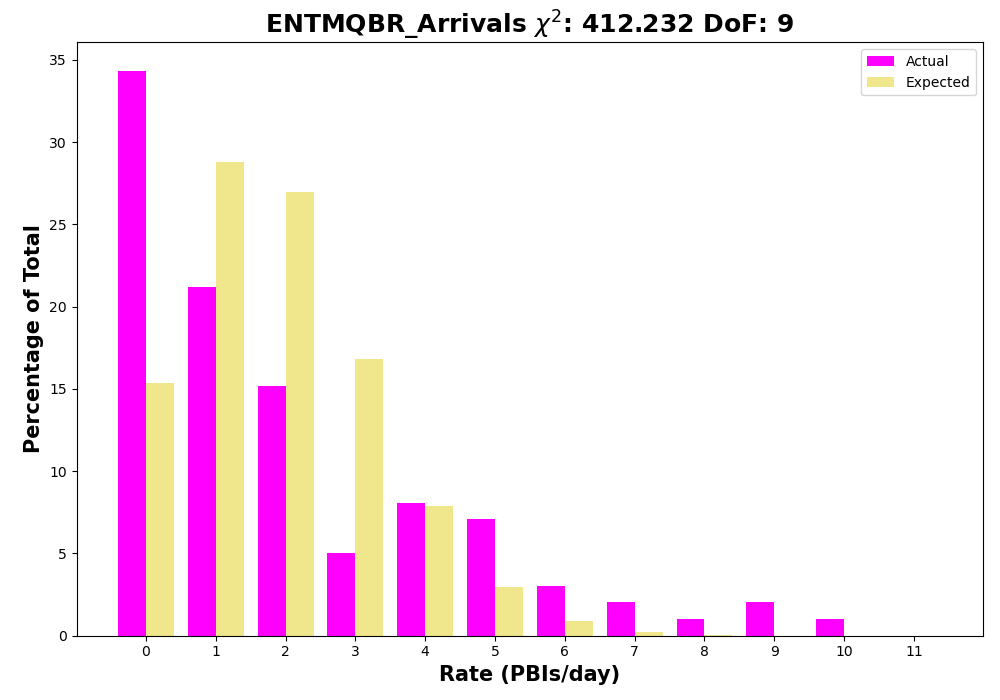 ENTMQBR_Arrivals χ²: 412.232 DoF: 9
Actual
Expected
35
30
25
20
15
10
5
0
Percentage of Total
0 1 2 3 4 5 6 7 8 9 10 11
Rate (PBIs/day)